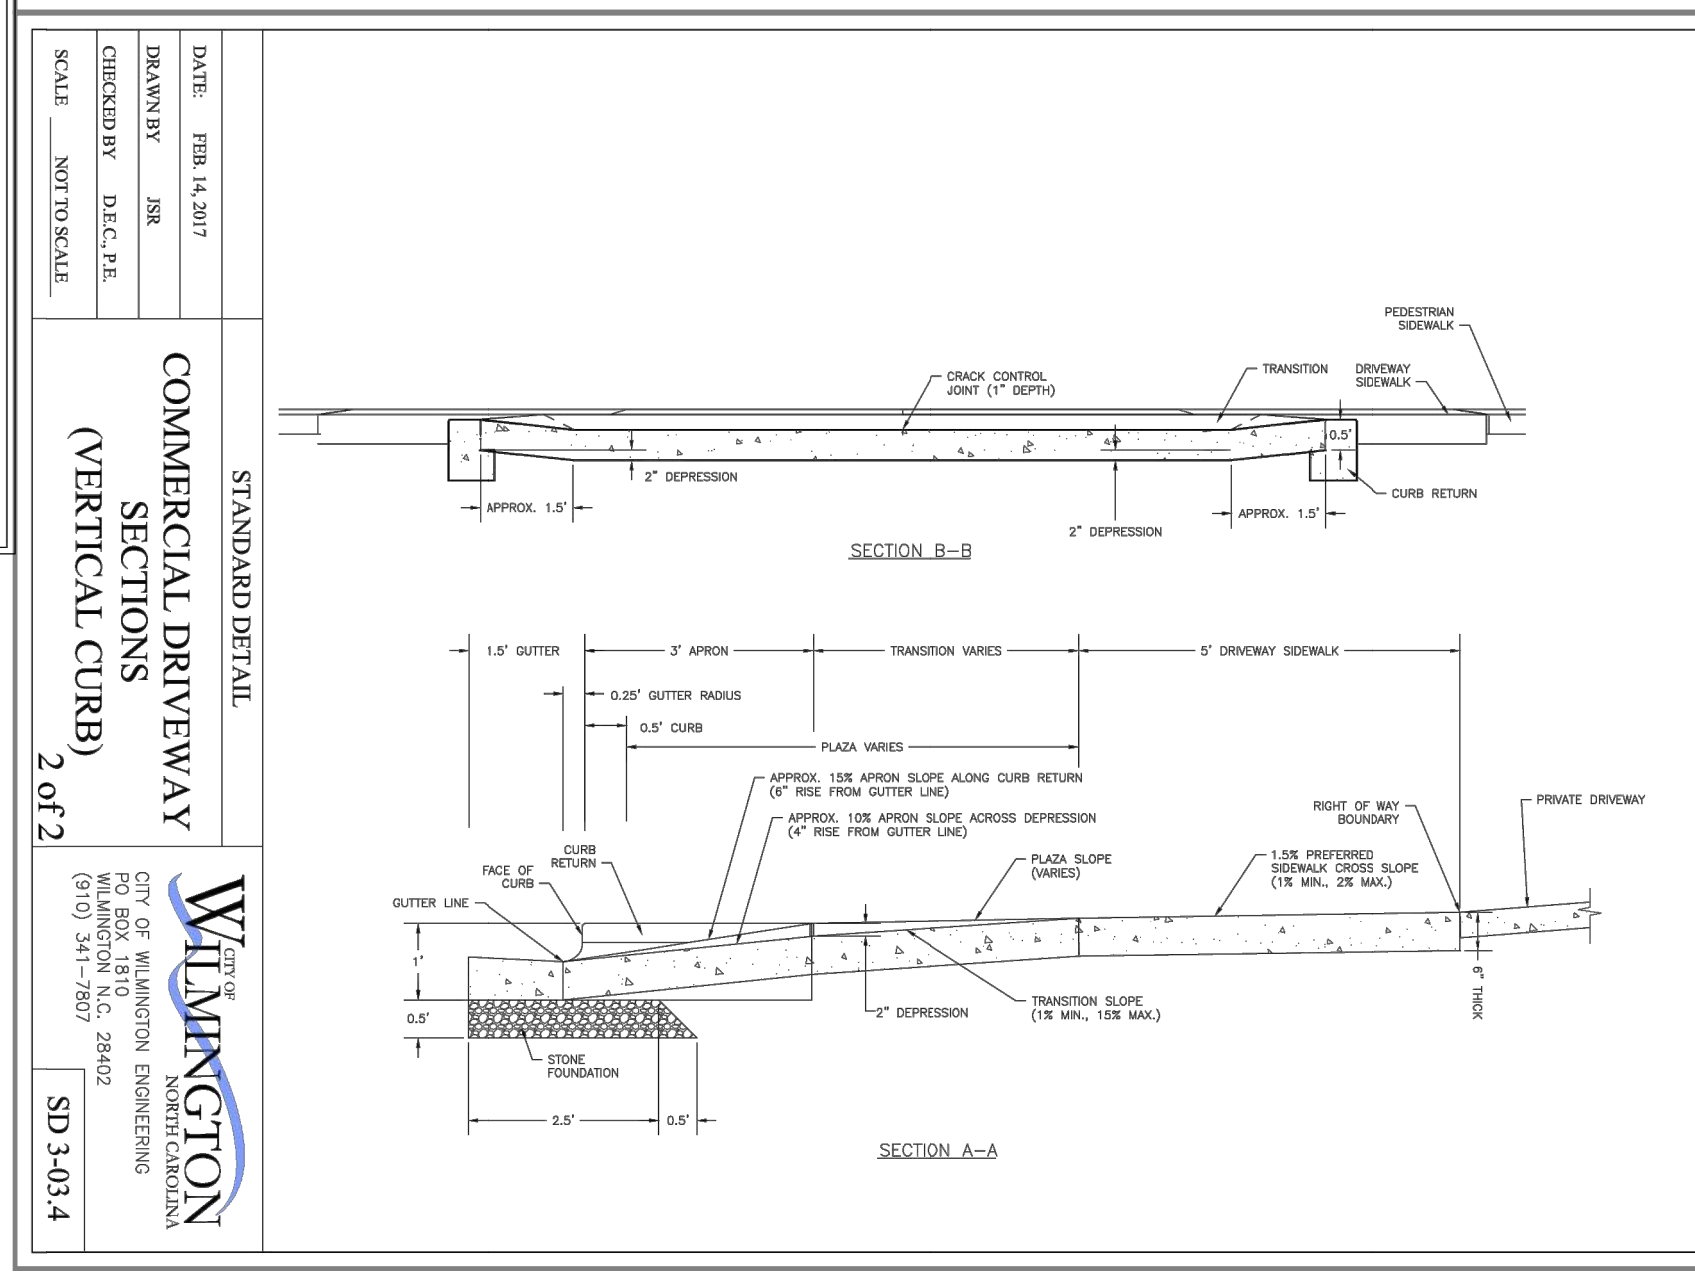 PEDESTRIAN
SIDEWALK
CRACK CONTROL
JOINT (1" DEPTH)
TRANSITION
DRIVEWAY
SIDEWALK
0.5'
2" DEPRESSION
CURB RETURN
APPROX. 1.5'
APPROX. 1.5'
2" DEPRESSION
SECTION B-B
1.5' GUTTER
3' APRON
TRANSITION VARIES
5' DRIVEWAY SIDEWALK
0.25' GUTTER RADIUS
0.5' CURB
PLAZA VARIES
APPROX. 15% APRON SLOPE ALONG CURB RETURN
(6" RISE FROM GUTTER LINE)
APPROX. 10% APRON SLOPE ACROSS DEPRESSION
(4" RISE FROM GUTTER LINE)
RIGHT OF WAY
BOUNDARY
PRIVATE DRIVEWAY
CURB
RETURN
FACE OF
CURB
PLAZA SLOPE
(VARIES)
1.5% PREFERRED
SIDEWALK CROSS SLOPE
(1% MIN., 2% MAX.)
GUTTER LINE
1'
0.5'
6" THICK
2" DEPRESSION
TRANSITION SLOPE
(1% MIN., 15% MAX.)
STONE
FOUNDATION
2.5'
0.5'
SECTION A-A
DATE: FEB. 14, 2017
DRAWN BY JSR
CHECKED BY D.E.C., P.E.
SCALE NOT TO SCALE
STANDARD DETAIL
COMMERCIAL DRIVEWAY
SECTIONS
(VERTICAL CURB)
2 of 2
CITY OF
WILMINGTON
NORTH CAROLINA
CITY OF WILMINGTON ENGINEERING
PO BOX 1810
WILMINGTON N.C. 28402
(910) 341-7807
SD 3-03.4